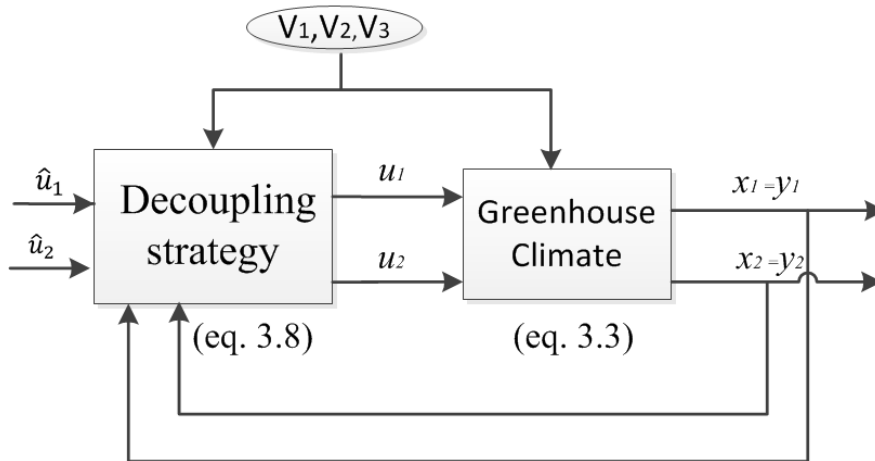 V₁,V₂,V₃
û₁
û₂
Decoupling
strategy
u₁
u₂
Greenhouse
Climate
x₁=y₁
x₂=y₂
(eq. 3.8)
(eq. 3.3)